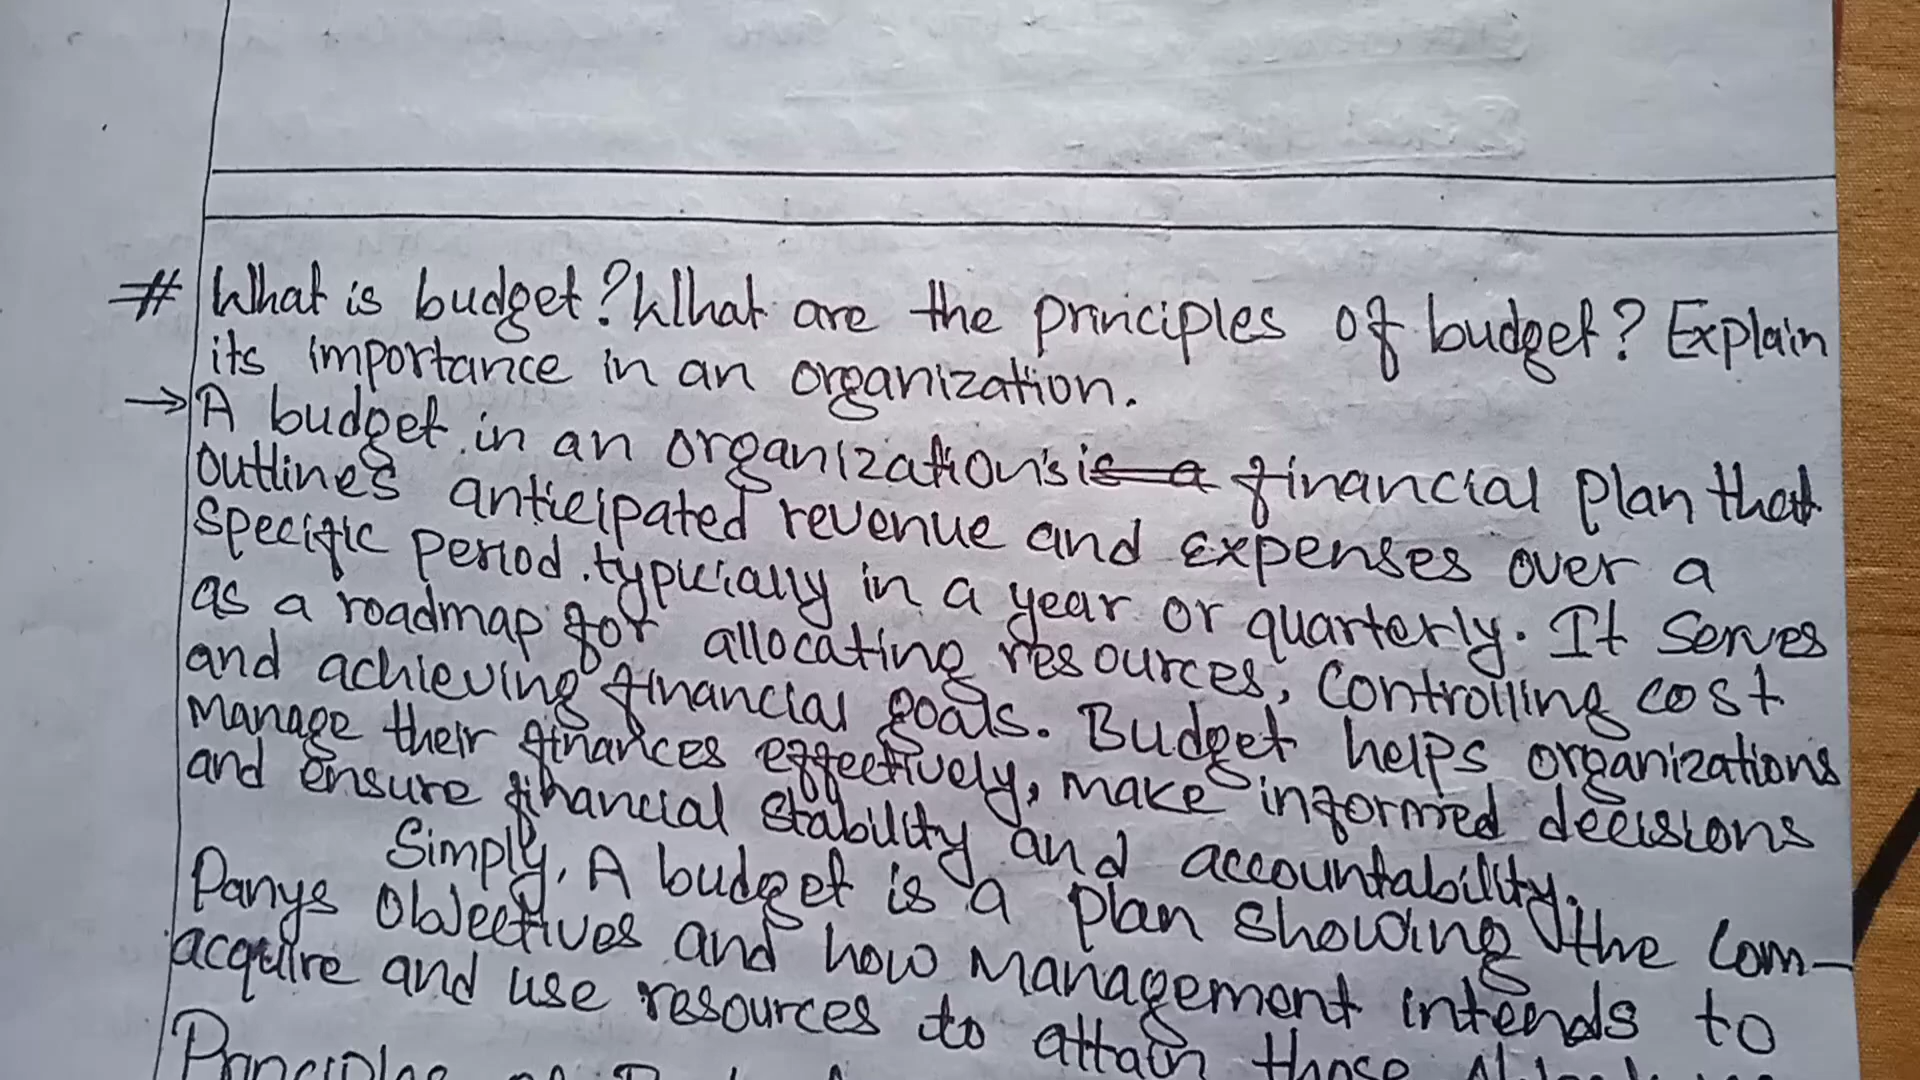 # What is budget? What are the principles of budget? Explain
its importance in an organization.
→ A budget in an organization's is a financial plan that
outlines anticipated revenue and expenses over a
specific period. typically in a year or quarterly. It serves
as a roadmap for allocating resources, controlling cost
and achieving financial goals. Budget helps organizations
manage their finances effectively, make informed decisions
and ensure financial stability and accountability.
Simply, A budget is a plan showing the com-
panys objectives and how management intends to
acquire and use resources to attain those
Principles of